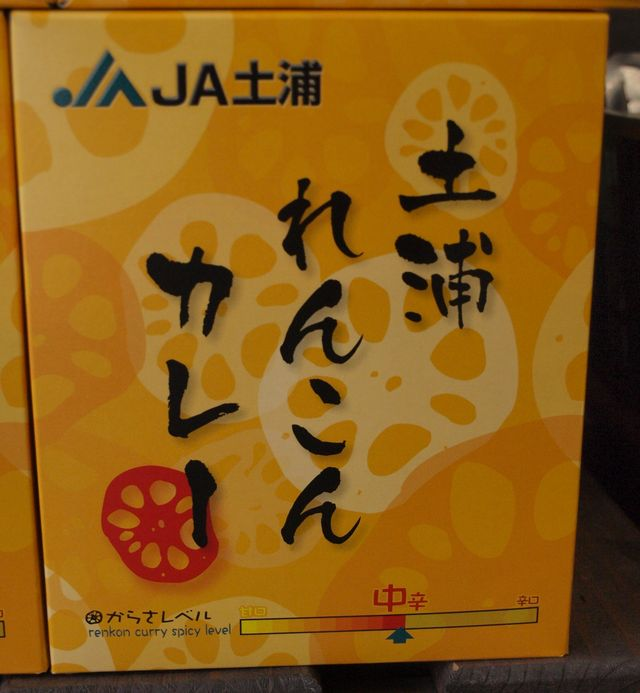 JA土浦
土浦
れんこん
カレー
からさレベル
renkon curry spicy level
甘口
中辛
辛口